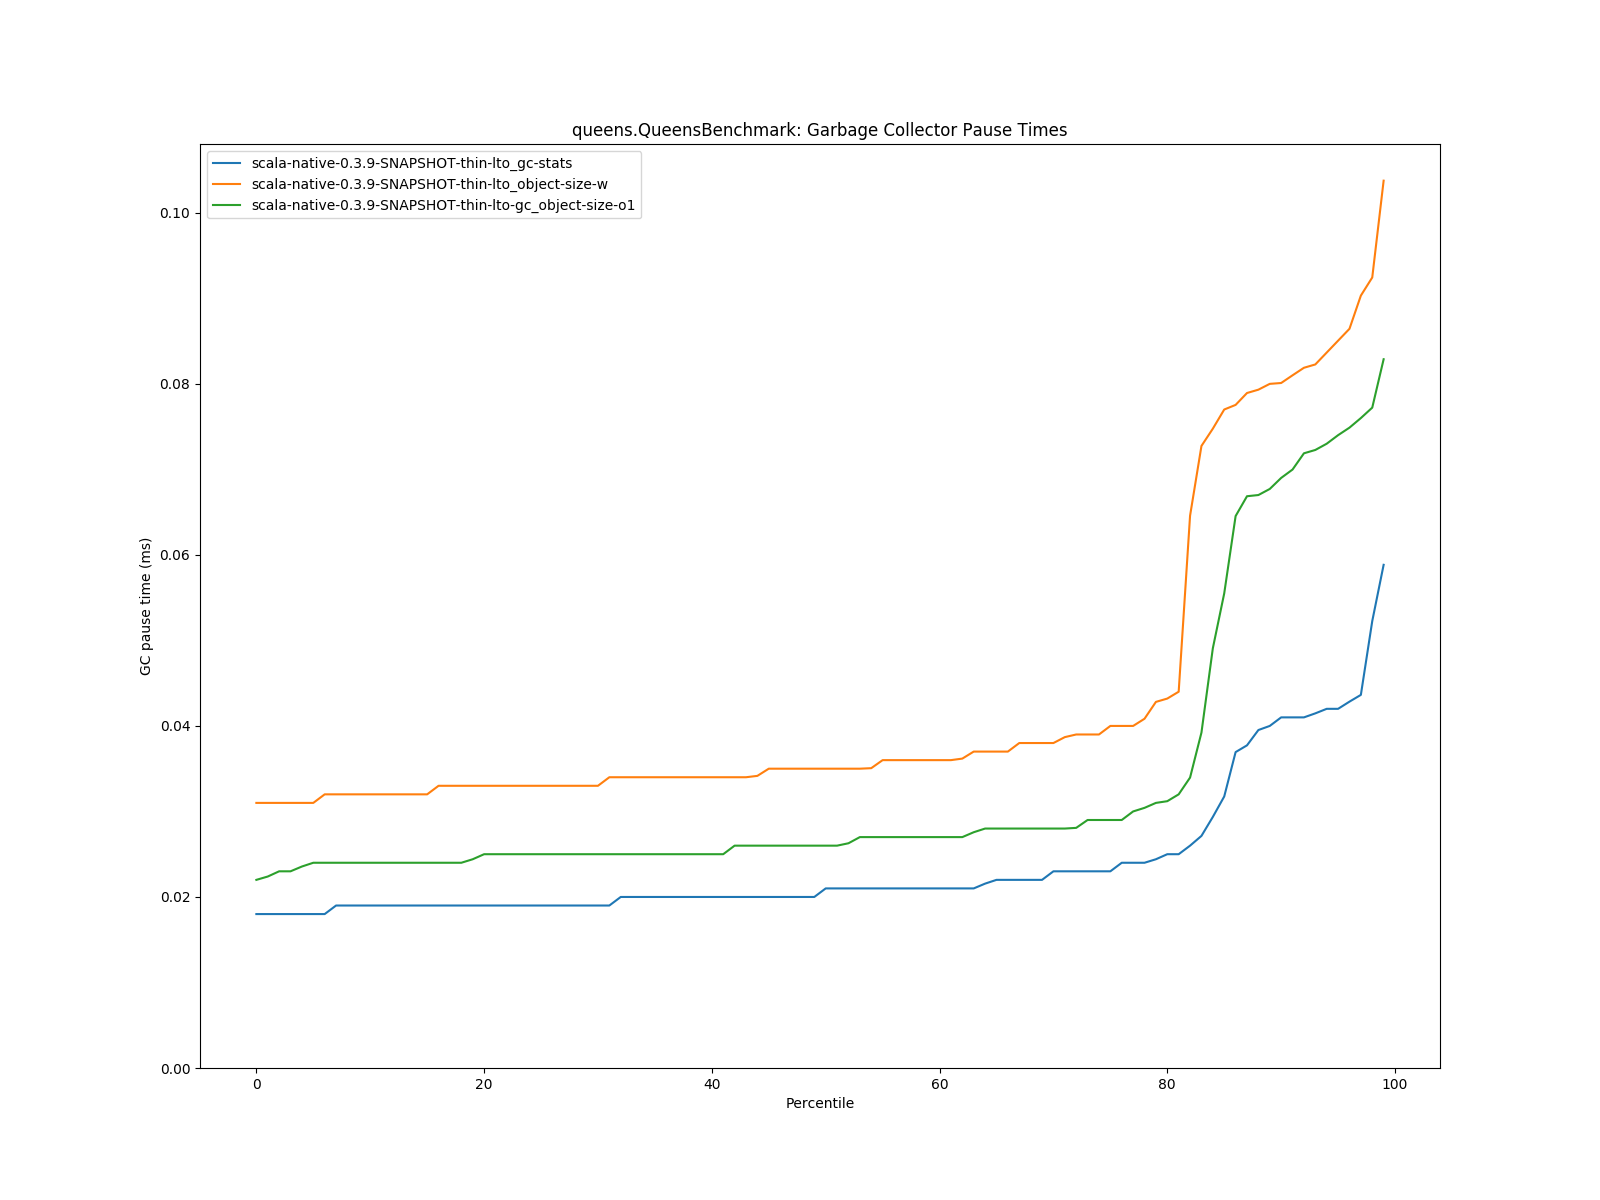 queens.QueensBenchmark: Garbage Collector Pause Times
scala-native-0.3.9-SNAPSHOT-thin-lto_gc-stats
scala-native-0.3.9-SNAPSHOT-thin-lto_object-size-w
scala-native-0.3.9-SNAPSHOT-thin-lto-gc_object-size-o1
0.10
0.08
0.06
0.04
0.02
0.00
GC pause time (ms)
0 20 40 60 80 100
Percentile